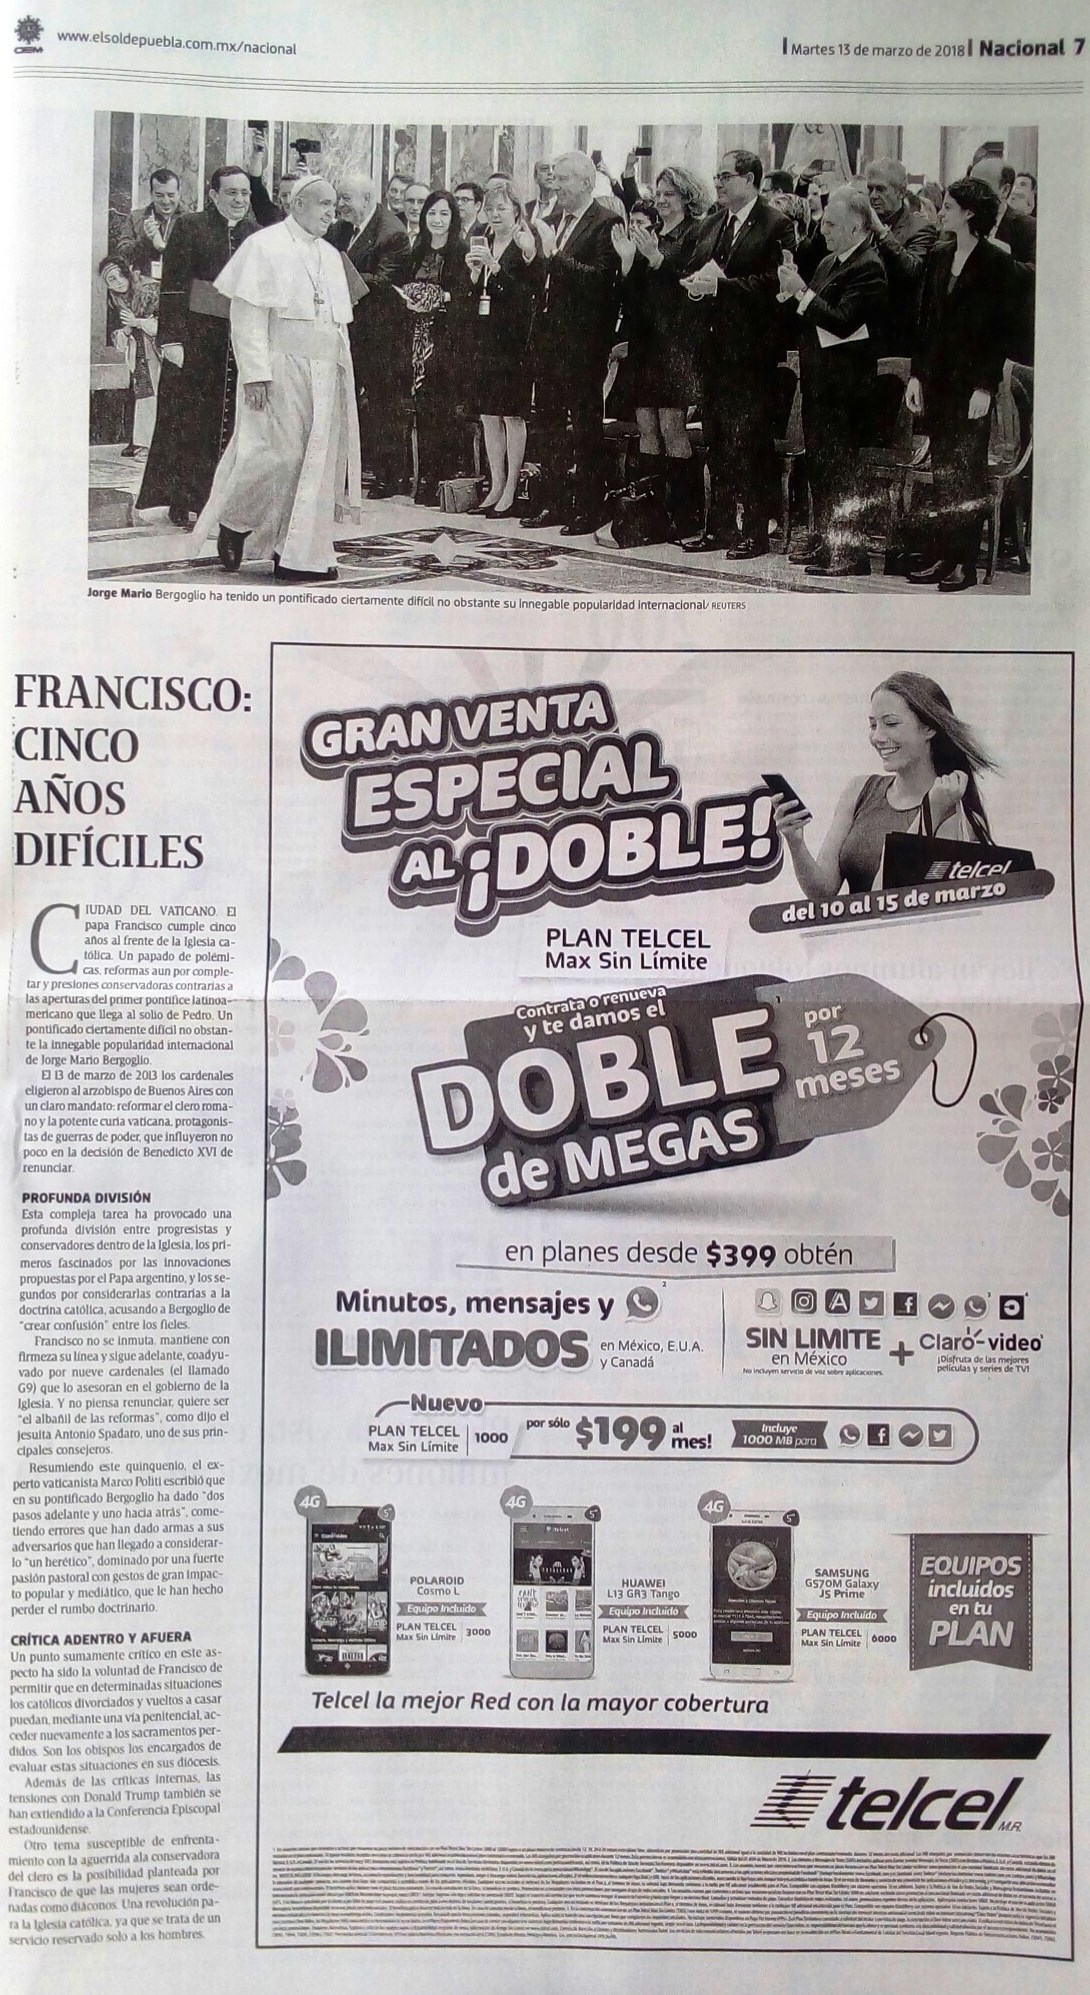 OEM
www.elsoldepuebla.com.mx/nacional
Martes 13 de marzo de 2018 | Nacional 7
Jorge Mario Bergoglio ha tenido un pontificado ciertamente difícil no obstante su innegable popularidad internacional/ REUTERS
FRANCISCO:
CINCO
AÑOS
DIFÍCILES
CIUDAD DEL VATICANO. El
papa Francisco cumple cinco
años al frente de la Iglesia ca-
tólica. Un papado de polémi-
cas, reformas aun por comple-
tar y presiones conservadoras contrarias a
las aperturas del primer pontífice latinoa-
mericano que llega al solio de Pedro. Un
pontificado ciertamente difícil no obstan-
te la innegable popularidad internacional
de Jorge Mario Bergoglio.
El 13 de marzo de 2013 los cardenales
eligieron al arzobispo de Buenos Aires con
un claro mandato: reformar el clero roma-
no y la potente curia vaticana, protagonis-
tas de guerras de poder, que influyeron no
poco en la decisión de Benedicto XVI de
renunciar.
PROFUNDA DIVISIÓN
Esta compleja tarea ha provocado una
profunda división entre progresistas y
conservadores dentro de la Iglesia, los pri-
meros fascinados por las innovaciones
propuestas por el Papa argentino, y los se-
gundos por considerarlas contrarias a la
doctrina católica, acusando a Bergoglio de
"crear confusión" entre los fieles.
Francisco no se inmuta, mantiene con
firmeza su línea y sigue adelante, coadyu-
vado por nueve cardenales (el llamado
G9) que lo asesoran en el gobierno de la
Iglesia. Y no piensa renunciar, quiere ser
"el albañil de las reformas", como dijo el
jesuita Antonio Spadaro, uno de sus prin-
cipales consejeros.
Resumiendo este quinquenio, el ex-
perto vaticanista Marco Politi escribió que
en su pontificado Bergoglio ha dado "dos
pasos adelante y uno hacia atrás", come-
tiendo errores que han dado armas a sus
adversarios que han llegado a considerar-
lo "un herético", dominado por una fuerte
pasión pastoral con gestos de gran impac-
to popular y mediático, que le han hecho
perder el rumbo doctrinario.
CRÍTICA ADENTRO Y AFUERA
Un punto sumamente crítico en este as-
pecto ha sido la voluntad de Francisco de
permitir que en determinadas situaciones
los católicos divorciados y vueltos a casar
puedan, mediante una vía penitencial, ac-
ceder nuevamente a los sacramentos per-
didos. Son los obispos los encargados de
evaluar estas situaciones en sus diócesis.
Además de las críticas internas, las
tensiones con Donald Trump también se
han extendido a la Conferencia Episcopal
estadounidense.
Otro tema susceptible de enfrenta-
miento con la aguerrida ala conservadora
del clero es la posibilidad planteada por
Francisco de que las mujeres sean orde-
nadas como diáconos. Una revolución pa-
ra la Iglesia católica, ya que se trata de un
servicio reservado solo a los hombres.
GRAN VENTA
ESPECIAL
AL ¡DOBLE!
telcel
del 10 al 15 de marzo
PLAN TELCEL
Max Sin Límite
Contrata o renueva
y te damos el
DOBLE
de MEGAS
por
12
meses
1
en planes desde $399 obtén
Minutos, mensajes y 2
ILIMITADOS
en México, E.U.A.
y Canadá
SIN LIMITE
en México
No incluyen servicio de voz sobre aplicaciones.
+ Claro-video
¡Disfruta de las mejores
películas y series de TV!
Nuevo
PLAN TELCEL
Max Sin Límite
1000
por sólo
$199 al
mes!
Incluye
1000 MB para
4G
5"
POLAROID
Cosmo L
Equipo Incluido
PLAN TELCEL
Max Sin Límite
3000
4G
5"
telcel
HUAWEI
L13 GR3 Tango
Equipo Incluido
PLAN TELCEL
Max Sin Límite
5000
4G
5"
SAMSUNG
G570M Galaxy
J5 Prime
Equipo Incluido
PLAN TELCEL
Max Sin Límite
6000
EQUIPOS
incluidos
en tu
PLAN
Telcel la mejor Red con la mayor cobertura
telcel M.R.